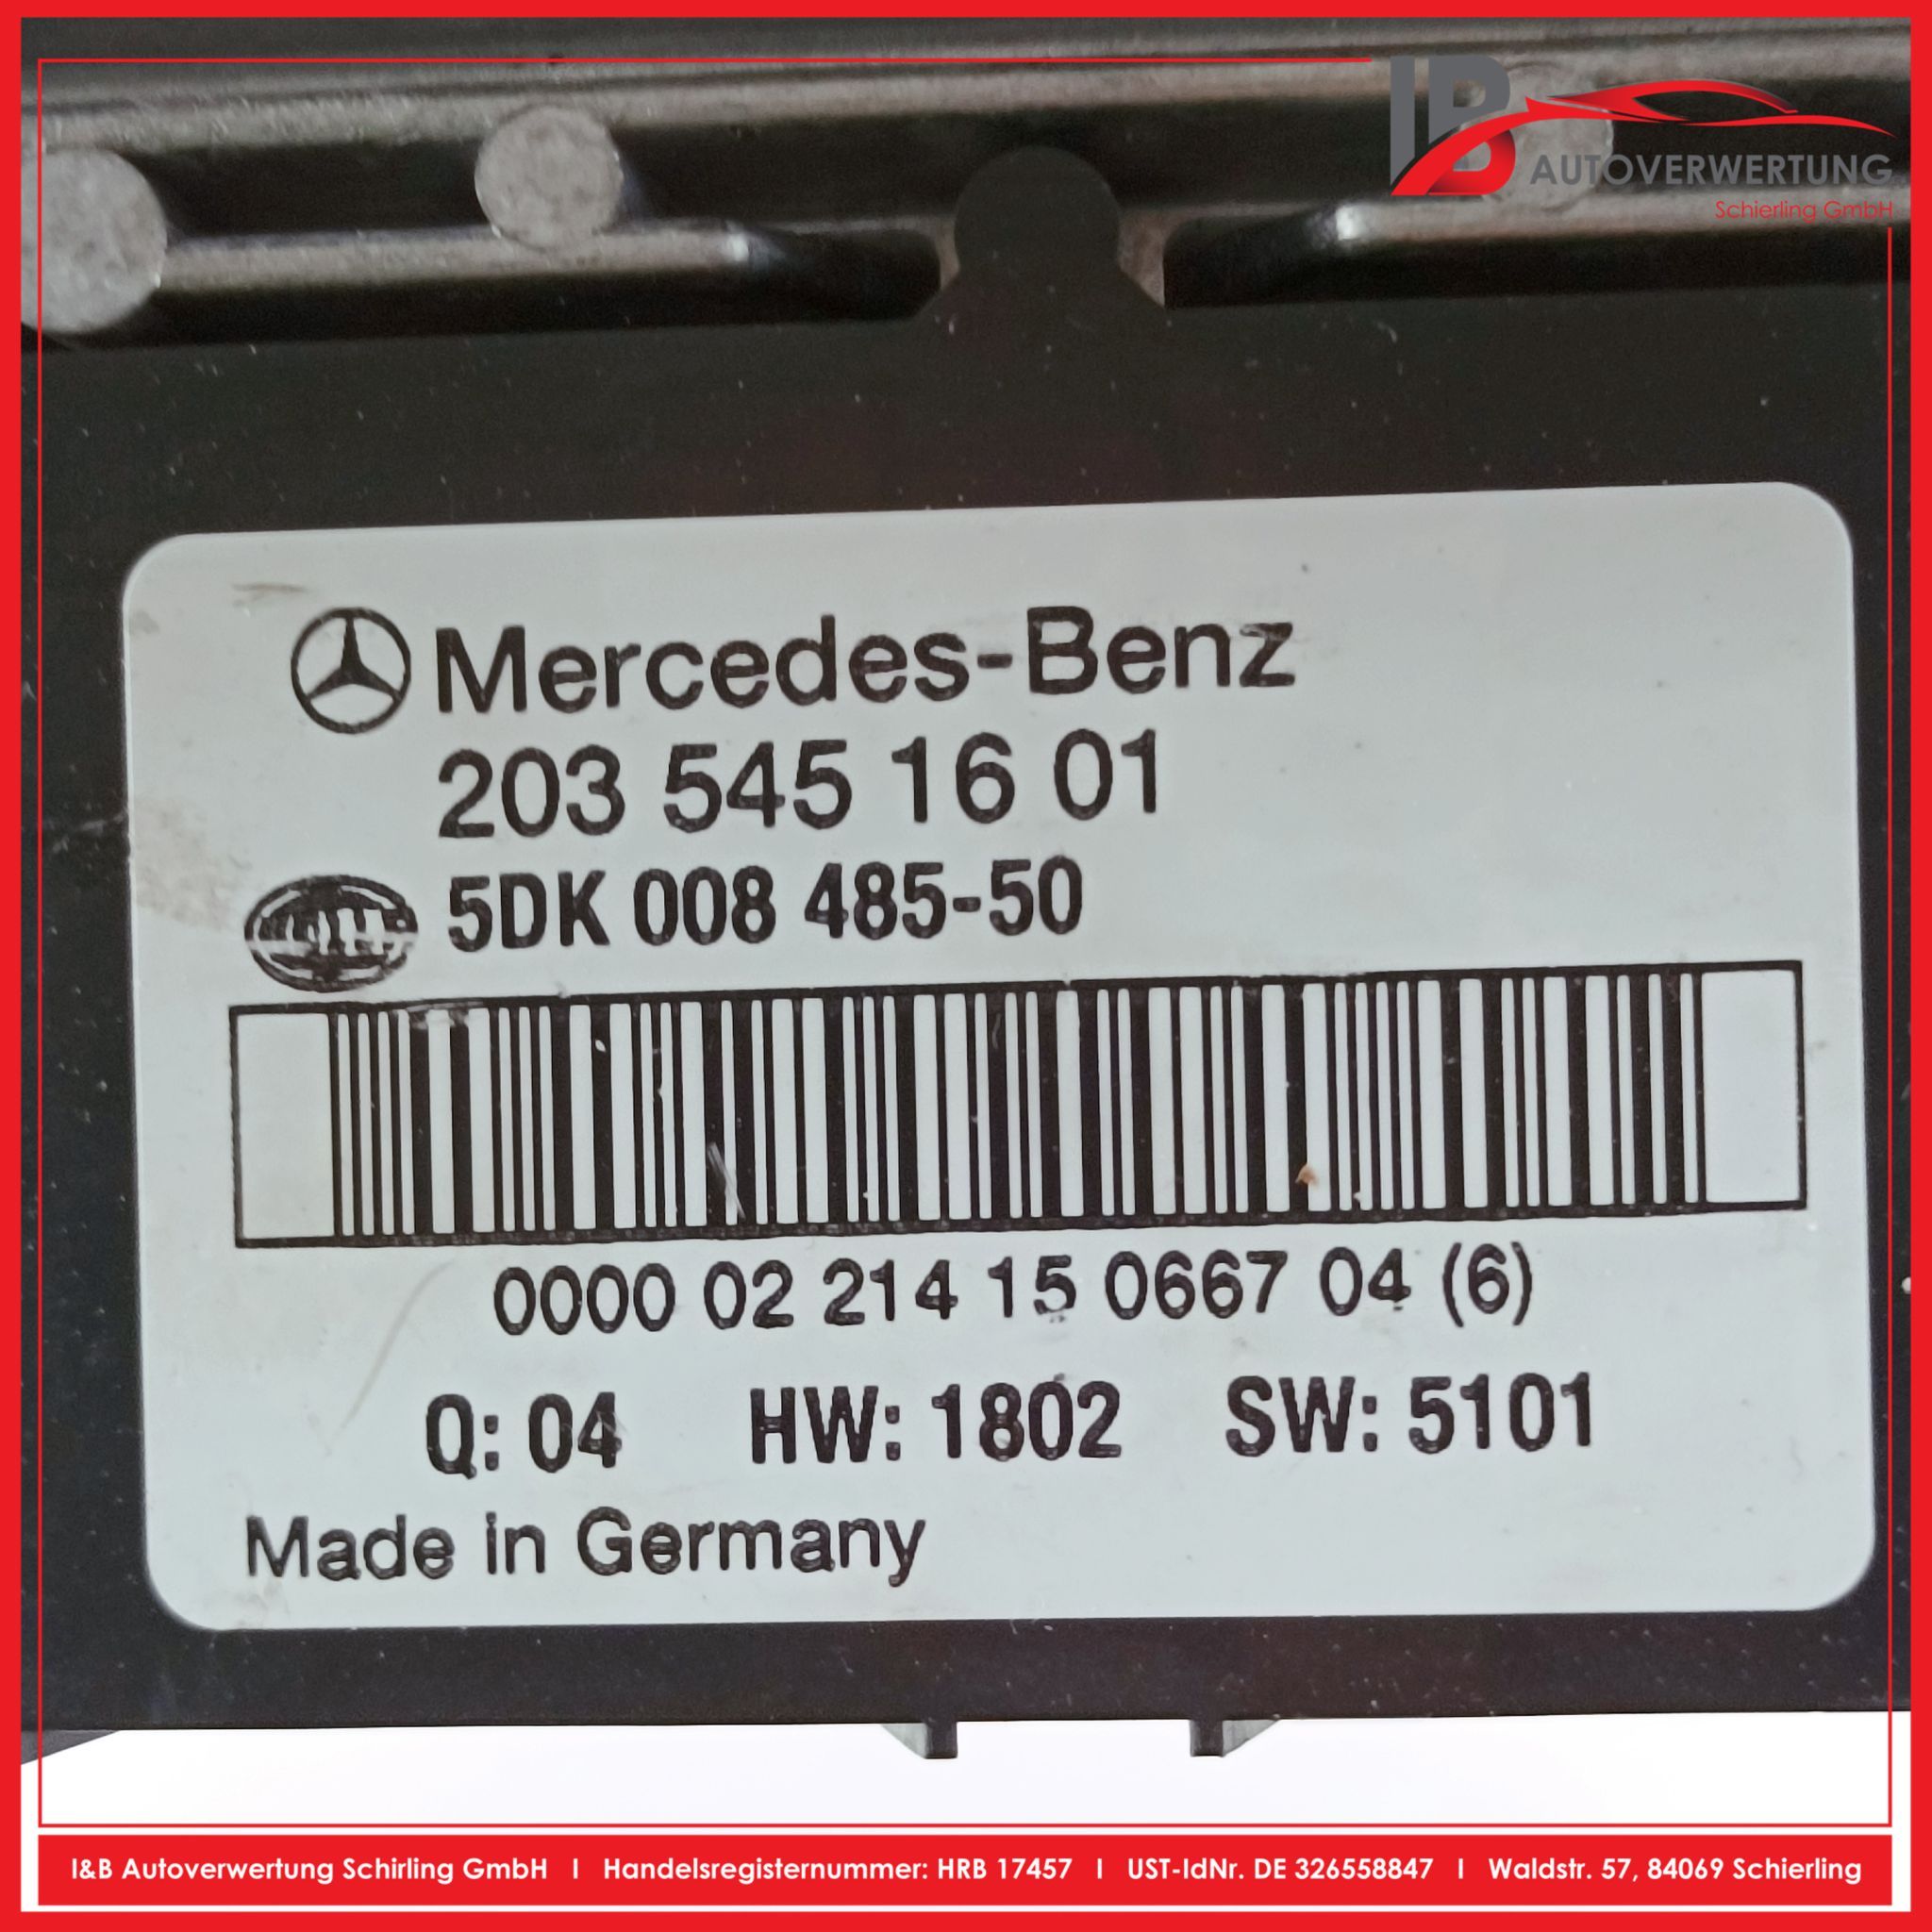 IB
AUTOVERWERTUNG
Schierling GmbH
Mercedes-Benz
203 545 16 01
5DK 008 485-50
0000 02 214 15 0667 04 (6)
Q: 04 HW: 1802 SW: 5101
Made in Germany
I&B Autoverwertung Schirling GmbH I Handelsregisternummer: HRB 17457 I UST-IdNr. DE 326558847 I Waldstr. 57, 84069 Schierling